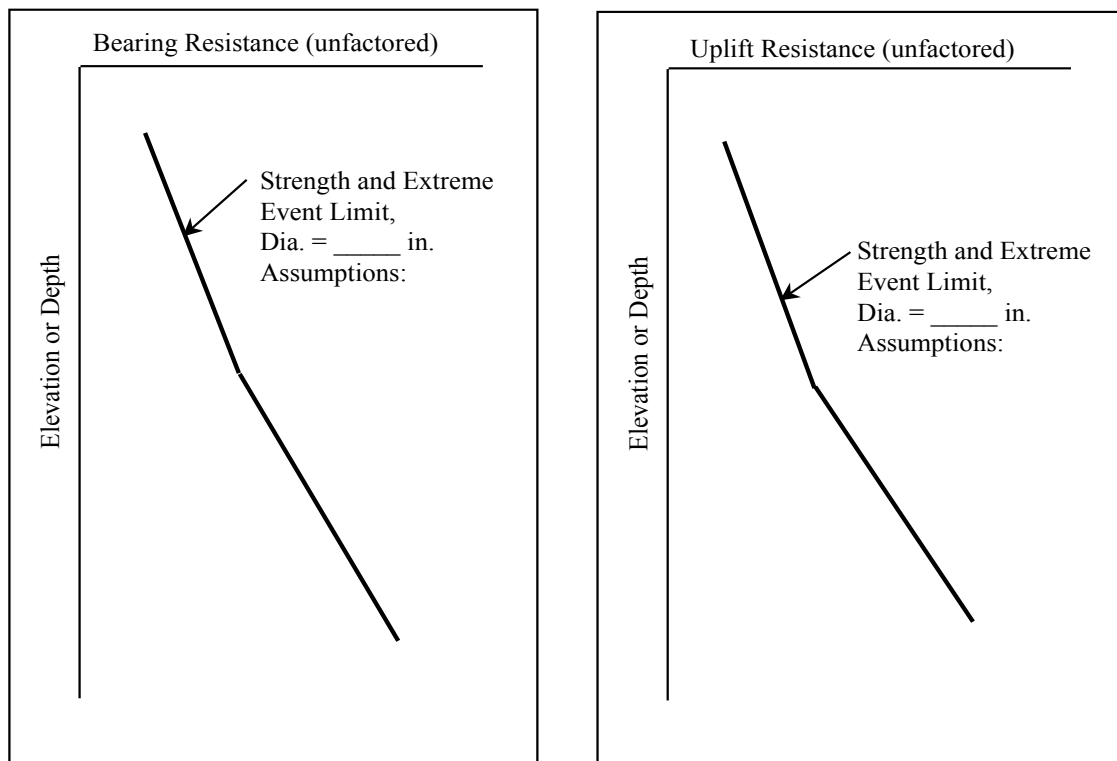 Bearing Resistance (unfactored)
Elevation or Depth
Strength and Extreme
Event Limit,
Dia. = _____ in.
Assumptions:
Uplift Resistance (unfactored)
Elevation or Depth
Strength and Extreme
Event Limit,
Dia. = _____ in.
Assumptions: